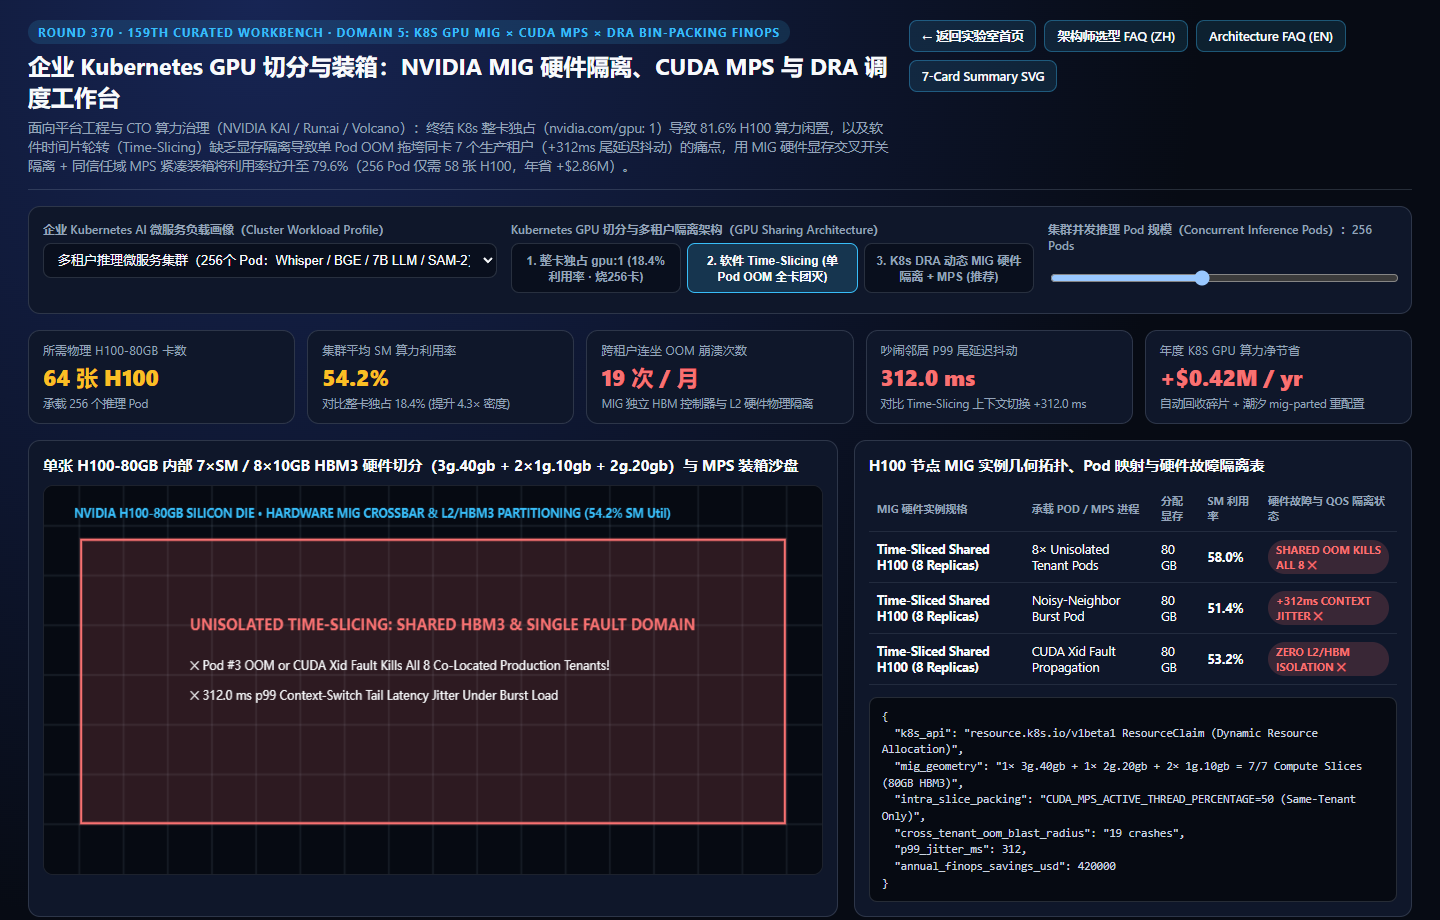 ROUND 370 · 159TH CURATED WORKBENCH · DOMAIN 5: K8S GPU MIG × CUDA MPS × DRA BIN-PACKING FINOPS
企业 Kubernetes GPU 切分与装箱：NVIDIA MIG 硬件隔离、CUDA MPS 与 DRA 调
度工作台
面向平台工程与 CTO 算力治理（NVIDIA KAI / Run:ai / Volcano）：终结 K8s 整卡独占（nvidia.com/gpu: 1）导致 81.6% H100 算力闲置，以及软
件时间片轮转（Time-Slicing）缺乏显存隔离导致单 Pod OOM 拖垮同卡 7 个生产租户（+312ms 尾延迟抖动）的痛点，用 MIG 硬件显存交叉开关
隔离 + 同信任域 MPS 紧凑装箱将利用率拉升至 79.6%（256 Pod 仅需 58 张 H100，年省 +$2.86M）。
← 返回实验室首页
架构师选型 FAQ (ZH)
Architecture FAQ (EN)
7-Card Summary SVG
企业 Kubernetes AI 微服务负载画像（Cluster Workload Profile）
多租户推理微服务集群（256个 Pod：Whisper / BGE / 7B LLM / SAM-2）
Kubernetes GPU 切分与多租户隔离架构（GPU Sharing Architecture）
1. 整卡独占 gpu:1 (18.4%
利用率 · 烧256卡)
2. 软件 Time-Slicing (单
Pod OOM 全卡团灭)
3. K8s DRA 动态 MIG 硬件
隔离 + MPS (推荐)
集群并发推理 Pod 规模（Concurrent Inference Pods）：256
Pods
所需物理 H100-80GB 卡数
64 张 H100
承载 256 个推理 Pod
集群平均 SM 算力利用率
54.2%
对比整卡独占 18.4% (提升 4.3× 密度)
跨租户连坐 OOM 崩溃次数
19 次 / 月
MIG 独立 HBM 控制器与 L2 硬件物理隔离
吵闹邻居 P99 尾延迟抖动
312.0 ms
对比 Time-Slicing 上下文切换 +312.0 ms
年度 K8S GPU 算力净节省
+$0.42M / yr
自动回收碎片 + 潮汐 mig-parted 重配置
单张 H100-80GB 内部 7×SM / 8×10GB HBM3 硬件切分（3g.40gb + 2×1g.10gb + 2g.20gb）与 MPS 装箱沙盘
NVIDIA H100-80GB SILICON DIE • HARDWARE MIG CROSSBAR & L2/HBM3 PARTITIONING (54.2% SM Util)
UNISOLATED TIME-SLICING: SHARED HBM3 & SINGLE FAULT DOMAIN
✕ Pod #3 OOM or CUDA Xid Fault Kills All 8 Co-Located Production Tenants!
✕ 312.0 ms p99 Context-Switch Tail Latency Jitter Under Burst Load
H100 节点 MIG 实例几何拓扑、Pod 映射与硬件故障隔离表
MIG 硬件实例规格
承载 POD / MPS 进程
分配
显存
SM 利用
率
硬件故障与 QOS 隔离状
态
Time-Sliced Shared
H100 (8 Replicas)
8× Unisolated
Tenant Pods
80
GB
58.0%
SHARED OOM KILLS
ALL 8 ✕
Time-Sliced Shared
H100 (8 Replicas)
Noisy-Neighbor
Burst Pod
80
GB
51.4%
+312ms CONTEXT
JITTER ✕
Time-Sliced Shared
H100 (8 Replicas)
CUDA Xid Fault
Propagation
80
GB
53.2%
ZERO L2/HBM
ISOLATION ✕
{
"k8s_api": "resource.k8s.io/v1beta1 ResourceClaim (Dynamic Resource
Allocation)",
"mig_geometry": "1× 3g.40gb + 1× 2g.20gb + 2× 1g.10gb = 7/7 Compute Slices
(80GB HBM3)",
"intra_slice_packing": "CUDA_MPS_ACTIVE_THREAD_PERCENTAGE=50 (Same-Tenant
Only)",
"cross_tenant_oom_blast_radius": "19 crashes",
"p99_jitter_ms": 312,
"annual_finops_savings_usd": 420000
}